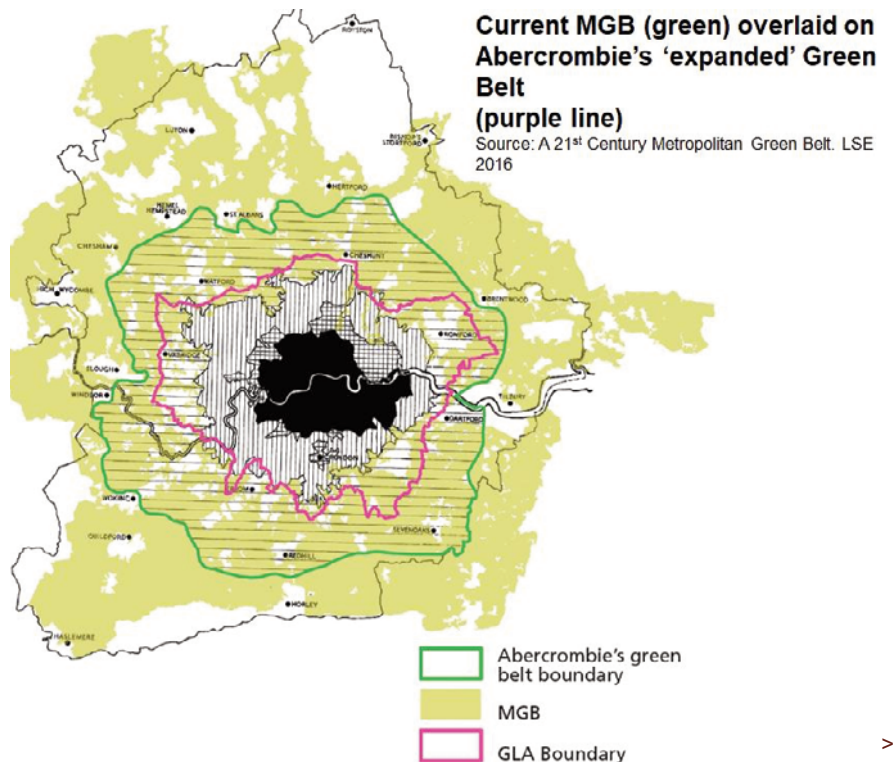 Current MGB (green) overlaid on
Abercrombie's ‘expanded’ Green
Belt
(purple line)
Source: A 21st Century Metropolitan Green Belt. LSE
2016
ROYSTON
LUTON
BISHOP'S
STORTFORD
HERTFORD
HEMEL
HEMPSTEAD
ST. ALBANS
CHESHAM
CHESHUNT
WATFORD
HIGH WYCOMBE
BRENTWOOD
ROMFORD
UXBRIDGE
SLOUGH
WINDSOR
TILBURY
DARTFORD
CROYDON
EPSOM
WOKING
SEVENOAKS
GUILDFORD
REDHILL
HORLEY
HASLEMERE
Abercrombie's green
belt boundary
MGB
GLA Boundary
>